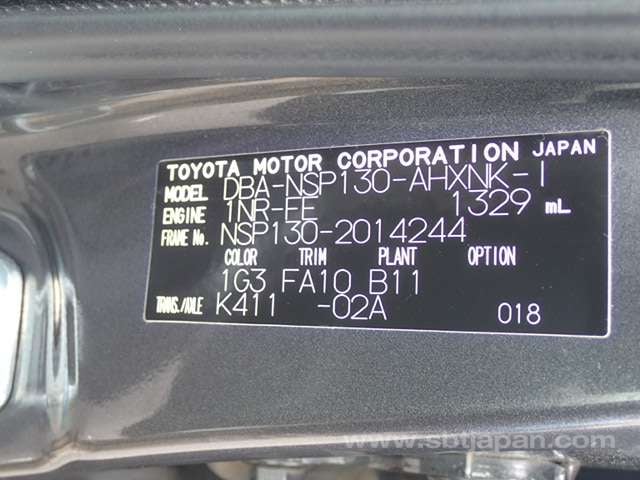 TOYOTA MOTOR CORPORATION JAPAN
MODEL DBA-NSP130-AHXNK-I
ENGINE 1NR-EE 1329 mL
FRAME No. NSP130-2014244
COLOR TRIM PLANT OPTION
1G3 FA10 B11
TRANS./AXLE K411 -02A 018
www.sbtjapan.com